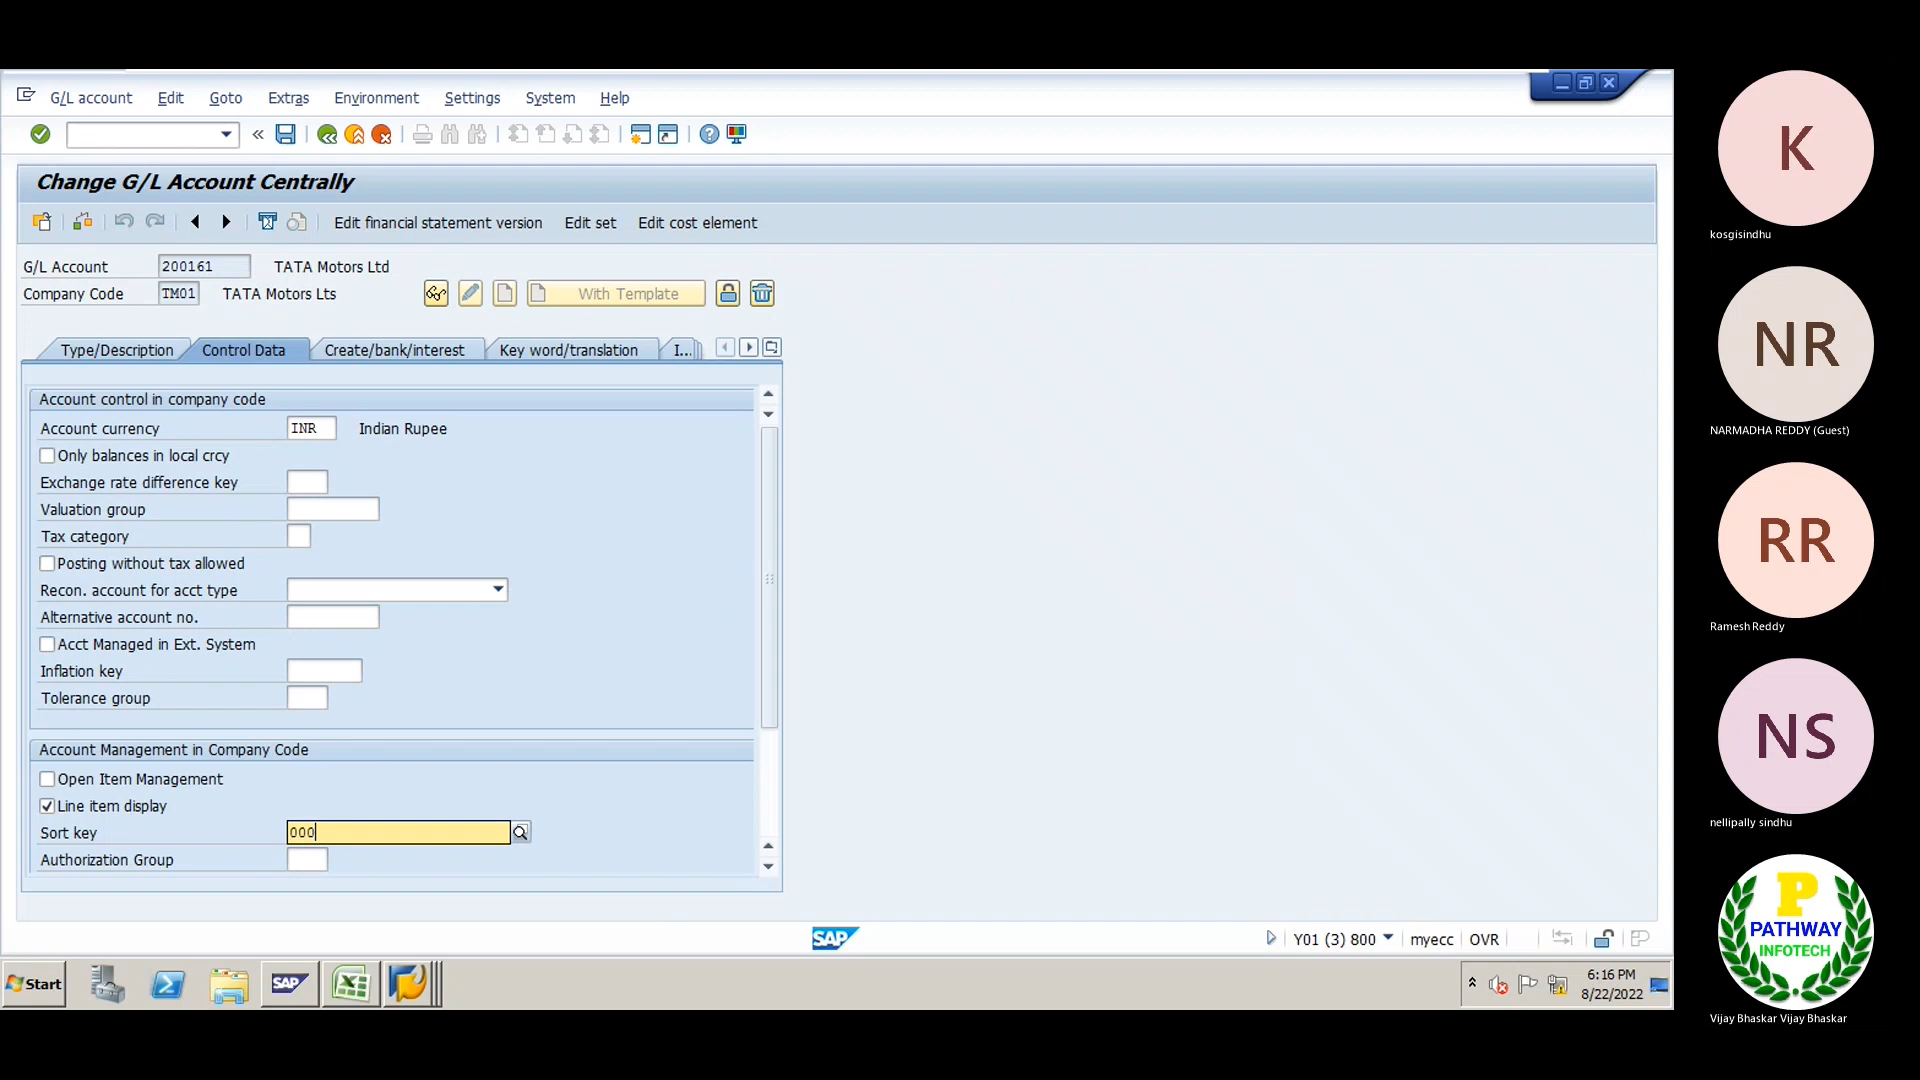 G/L account Edit Goto Extras Environment Settings System Help
Change G/L Account Centrally
Edit financial statement version Edit set Edit cost element
G/L Account 200161 TATA Motors Ltd
Company Code TM01 TATA Motors Lts With Template
Type/Description Control Data Create/bank/interest Key word/translation I...
Account control in company code
Account currency INR Indian Rupee
Only balances in local crcy
Exchange rate difference key
Valuation group
Tax category
Posting without tax allowed
Recon. account for acct type
Alternative account no.
Acct Managed in Ext. System
Inflation key
Tolerance group
Account Management in Company Code
Open Item Management
Line item display
Sort key 000
Authorization Group
SAP Y01 (3) 800 myecc OVR
Start SAP 6:16 PM
8/22/2022
K
kosgisindhu
NR
NARMADHA REDDY (Guest)
RR
Ramesh Reddy
NS
nellipally sindhu
P
PATHWAY
INFOTECH
Vijay Bhaskar Vijay Bhaskar